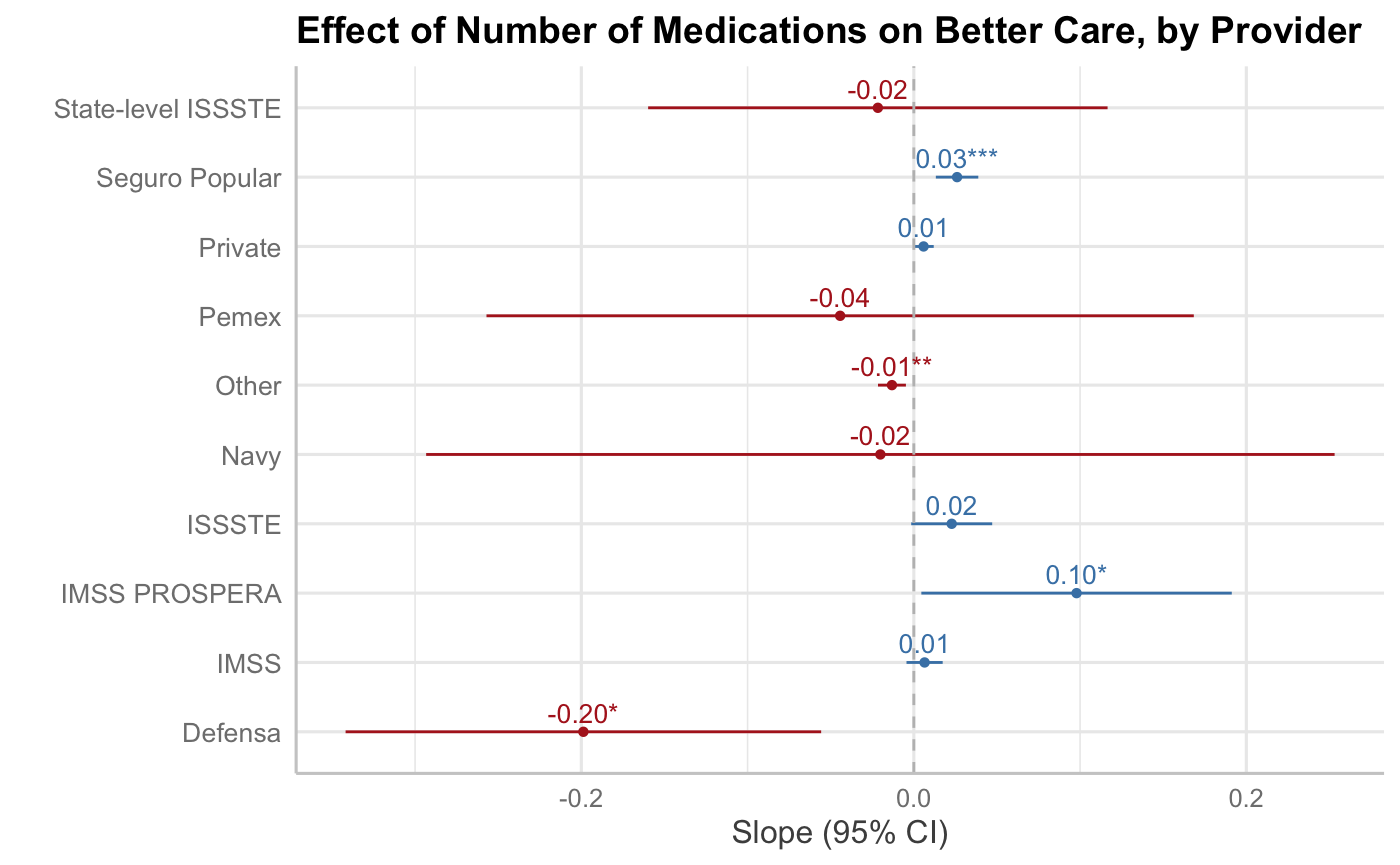 Effect of Number of Medications on Better Care, by Provider
State-level ISSSTE
-0.02
Seguro Popular
0.03***
Private
0.01
Pemex
-0.04
Other
-0.01**
Navy
-0.02
ISSSTE
0.02
IMSS PROSPERA
0.10*
IMSS
0.01
Defensa
-0.20*
-0.2
0.0
0.2
Slope (95% CI)